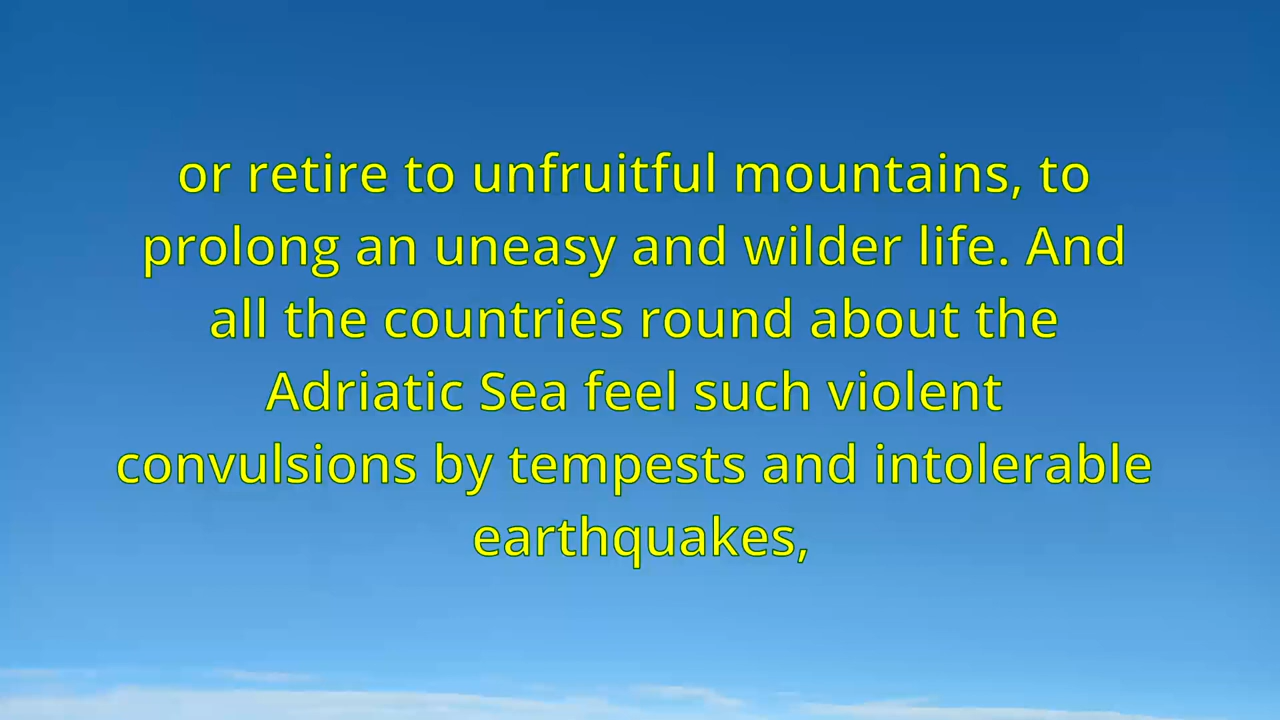 or retire to unfruitful mountains, to
prolong an uneasy and wilder life. And
all the countries round about the
Adriatic Sea feel such violent
convulsions by tempests and intolerable
earthquakes,